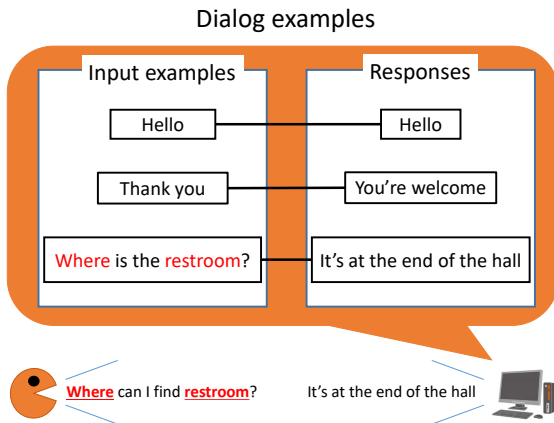 Dialog examples
Input examples
Responses
Hello
Hello
Thank you
You're welcome
Where is the restroom?
It's at the end of the hall
Where can I find restroom?
It's at the end of the hall